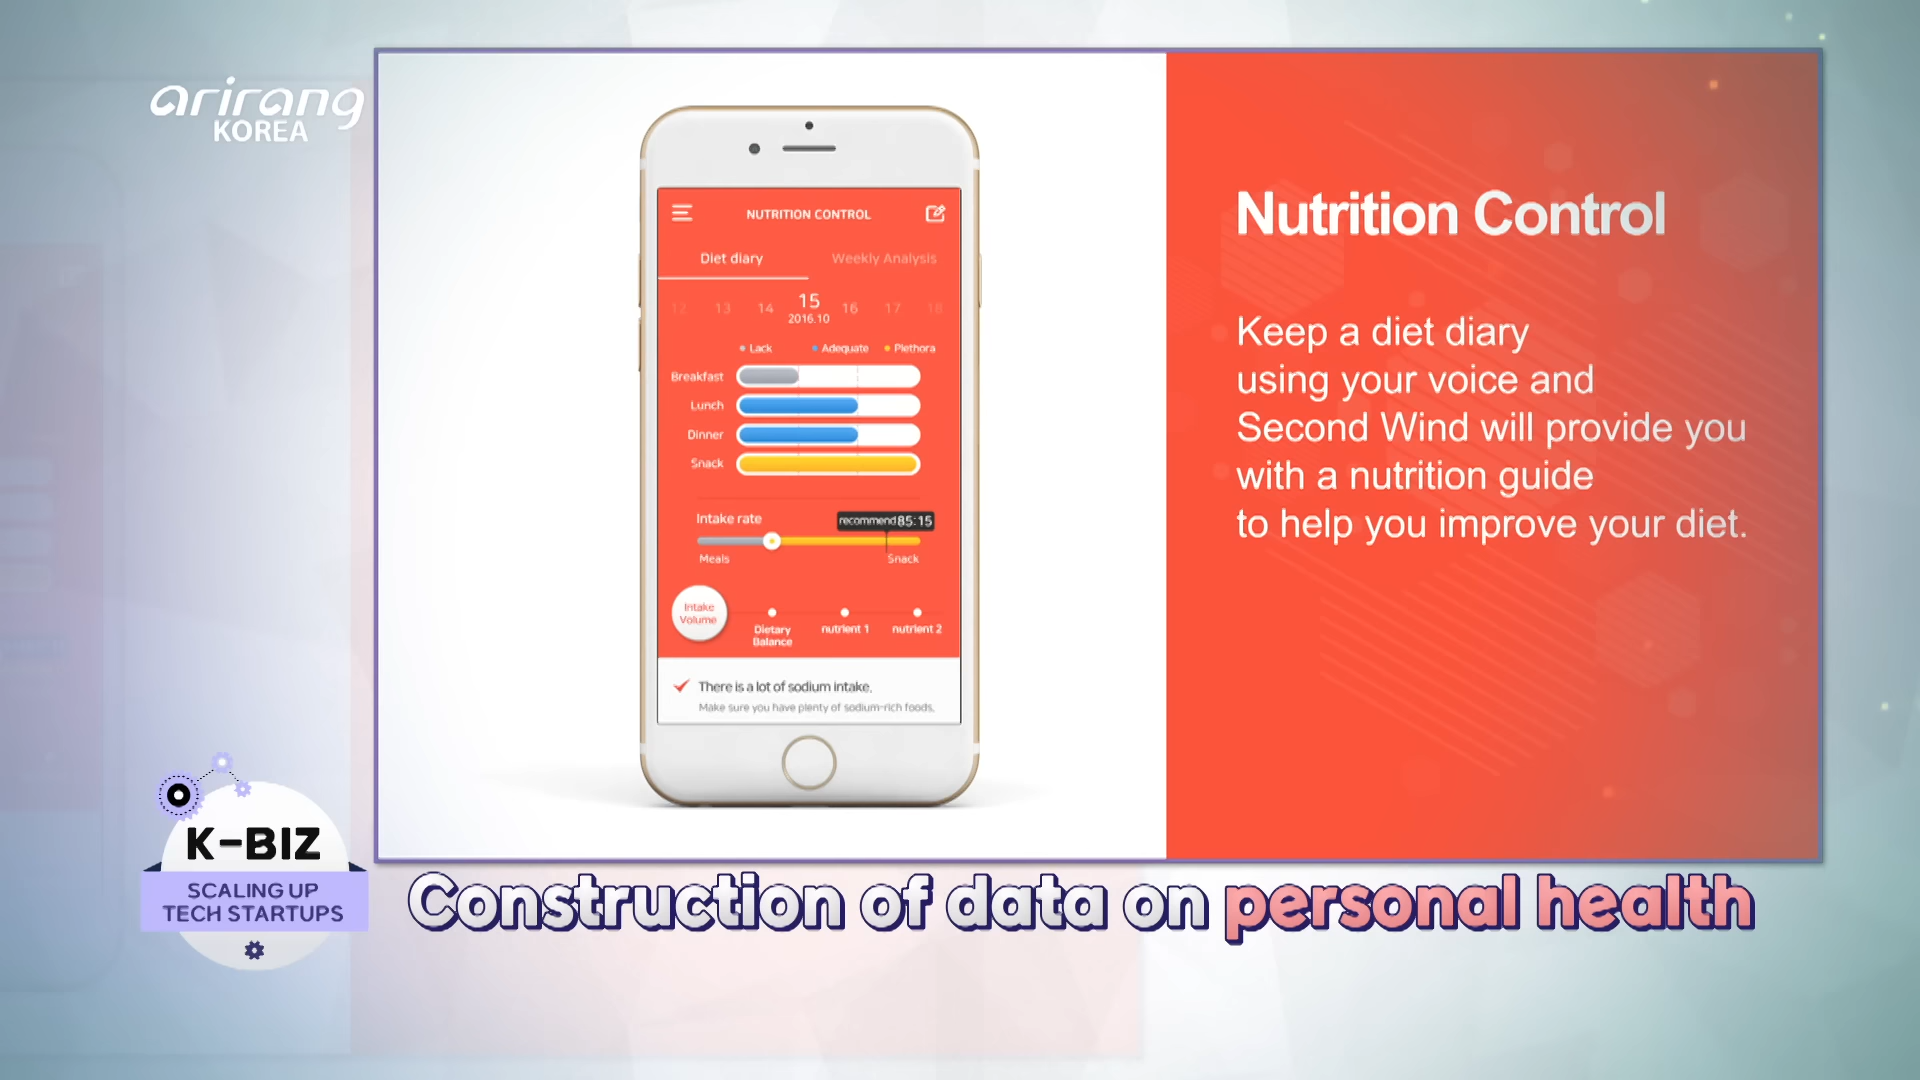 arirang
KOREA
NUTRITION CONTROL
Diet diary
Weekly Analysis
12 13 14 15 16 17 18
2016.10
Lack Adequate Plethora
Breakfast
Lunch
Dinner
Snack
Intake rate
recommend 85:15
Meals
Snack
Intake
Volume
Dietary
Balance
nutrient 1
nutrient 2
There is a lot of sodium intake.
Make sure you have plenty of sodium-rich foods.
Nutrition Control
Keep a diet diary
using your voice and
Second Wind will provide you
with a nutrition guide
to help you improve your diet.
K-BIZ
SCALING UP
TECH STARTUPS
Construction of data on personal health